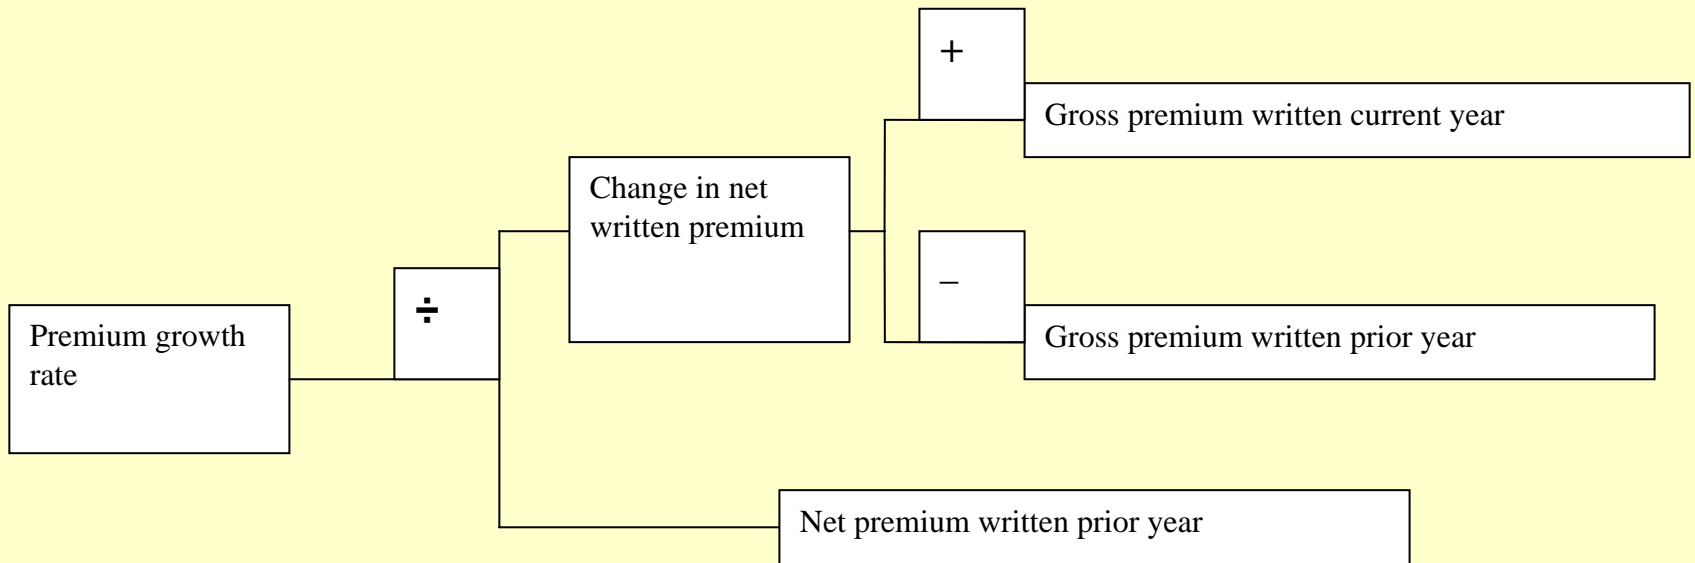 +
Gross premium written current year
Change in net
written premium
–
÷
Premium growth
rate
Gross premium written prior year
Net premium written prior year